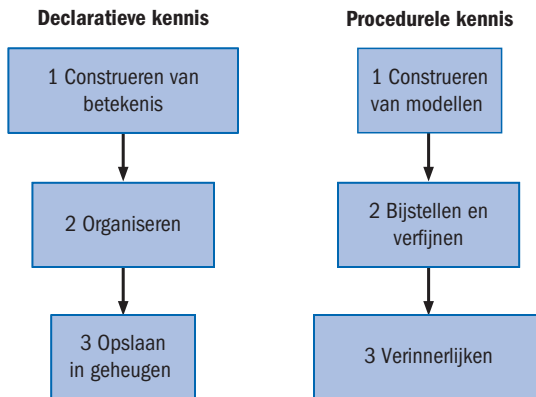 Declaratieve kennis
1 Construeren van
betekenis
2 Organiseren
3 Opslaan
in geheugen
Procedurele kennis
1 Construeren
van modellen
2 Bijstellen en
verfijnen
3 Verinnerlijken